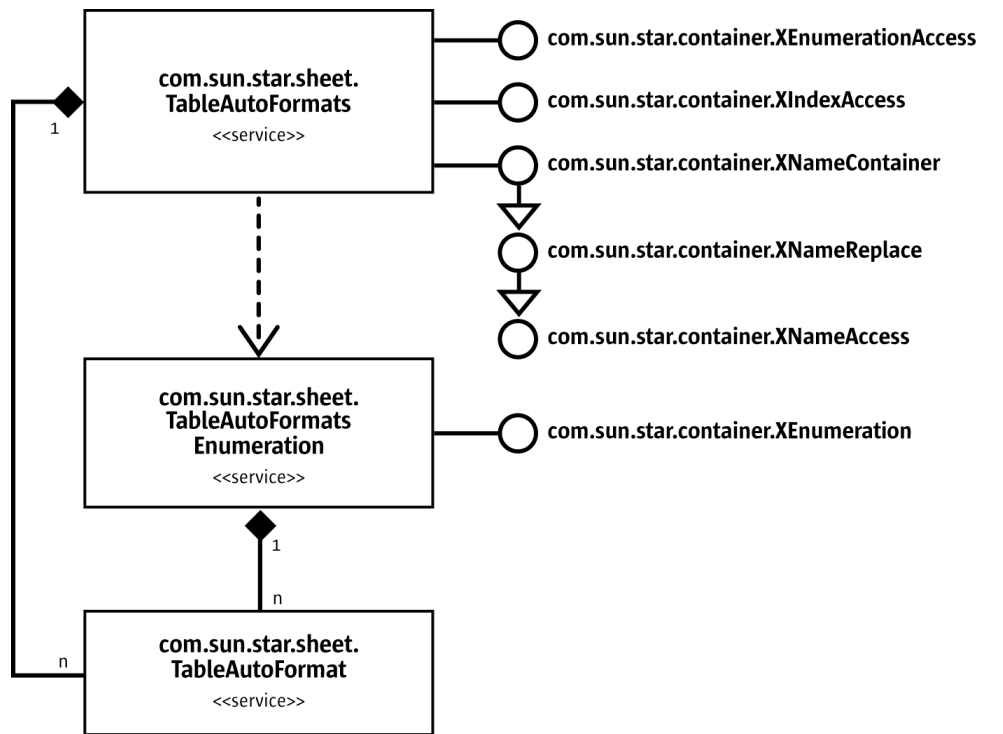 com.sun.star.container.XEnumerationAccess
com.sun.star.sheet.
TableAutoFormats
<<service>>
com.sun.star.container.XIndexAccess
1
com.sun.star.container.XNameContainer
com.sun.star.container.XNameReplace
com.sun.star.container.XNameAccess
com.sun.star.sheet.
TableAutoFormats
Enumeration
<<service>>
com.sun.star.container.XEnumeration
1
n
com.sun.star.sheet.
TableAutoFormat
<<service>>
n